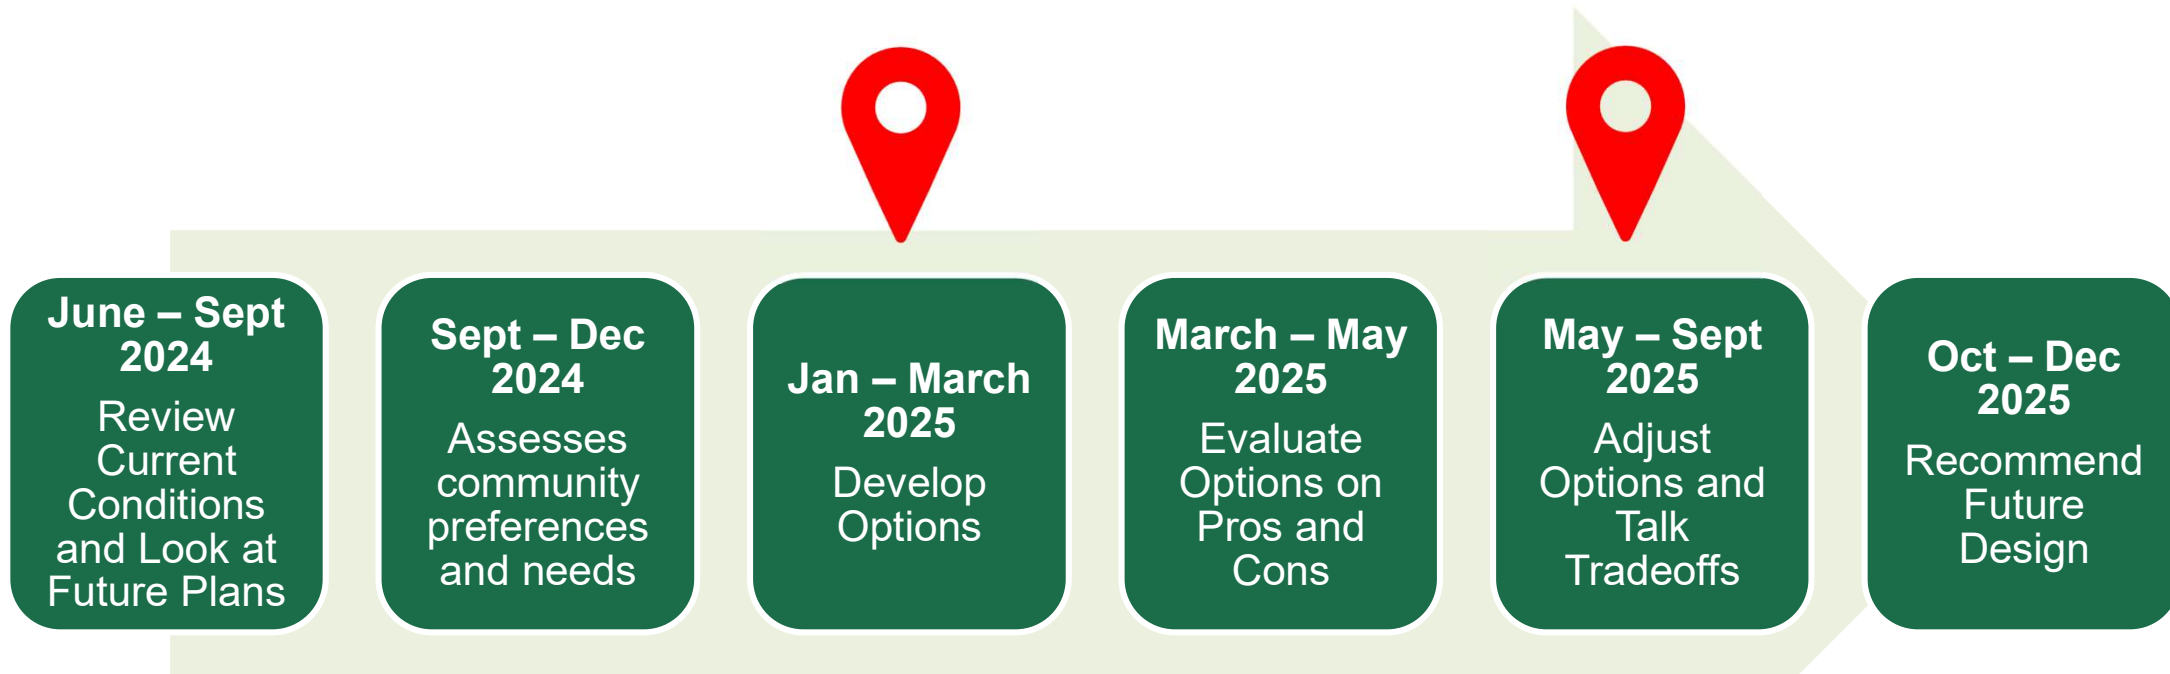 June – Sept
2024
Review
Current
Conditions
and Look at
Future Plans
Sept – Dec
2024
Assesses
community
preferences
and needs
Jan – March
2025
Develop
Options
March – May
2025
Evaluate
Options on
Pros and
Cons
May – Sept
2025
Adjust
Options and
Talk
Tradeoffs
Oct – Dec
2025
Recommend
Future
Design